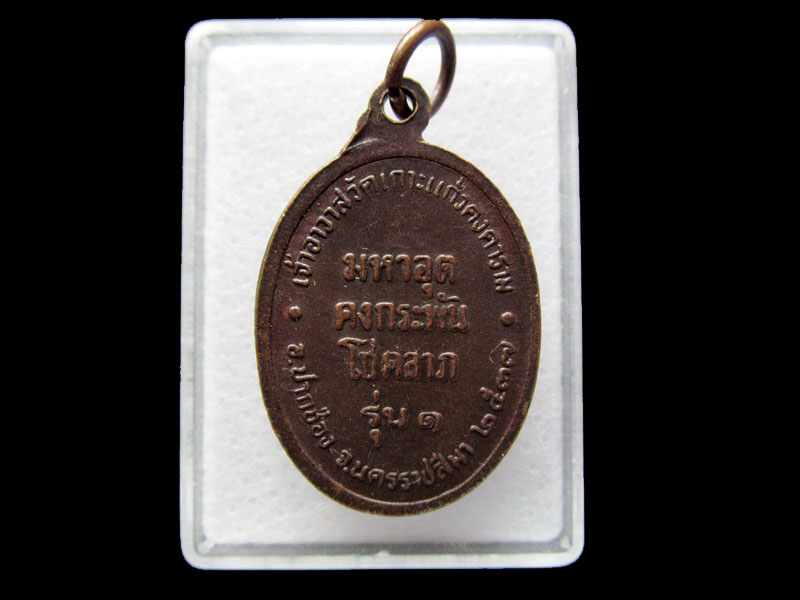 เจ้าอาวาสวัดเกาะแก้วคงคาราม
มหาอุต
คงกระพัน
โชคลาภ
รุ่น ๑
อ.ปากช่อง-จ.นครราชสีมา ๒๕๓๗